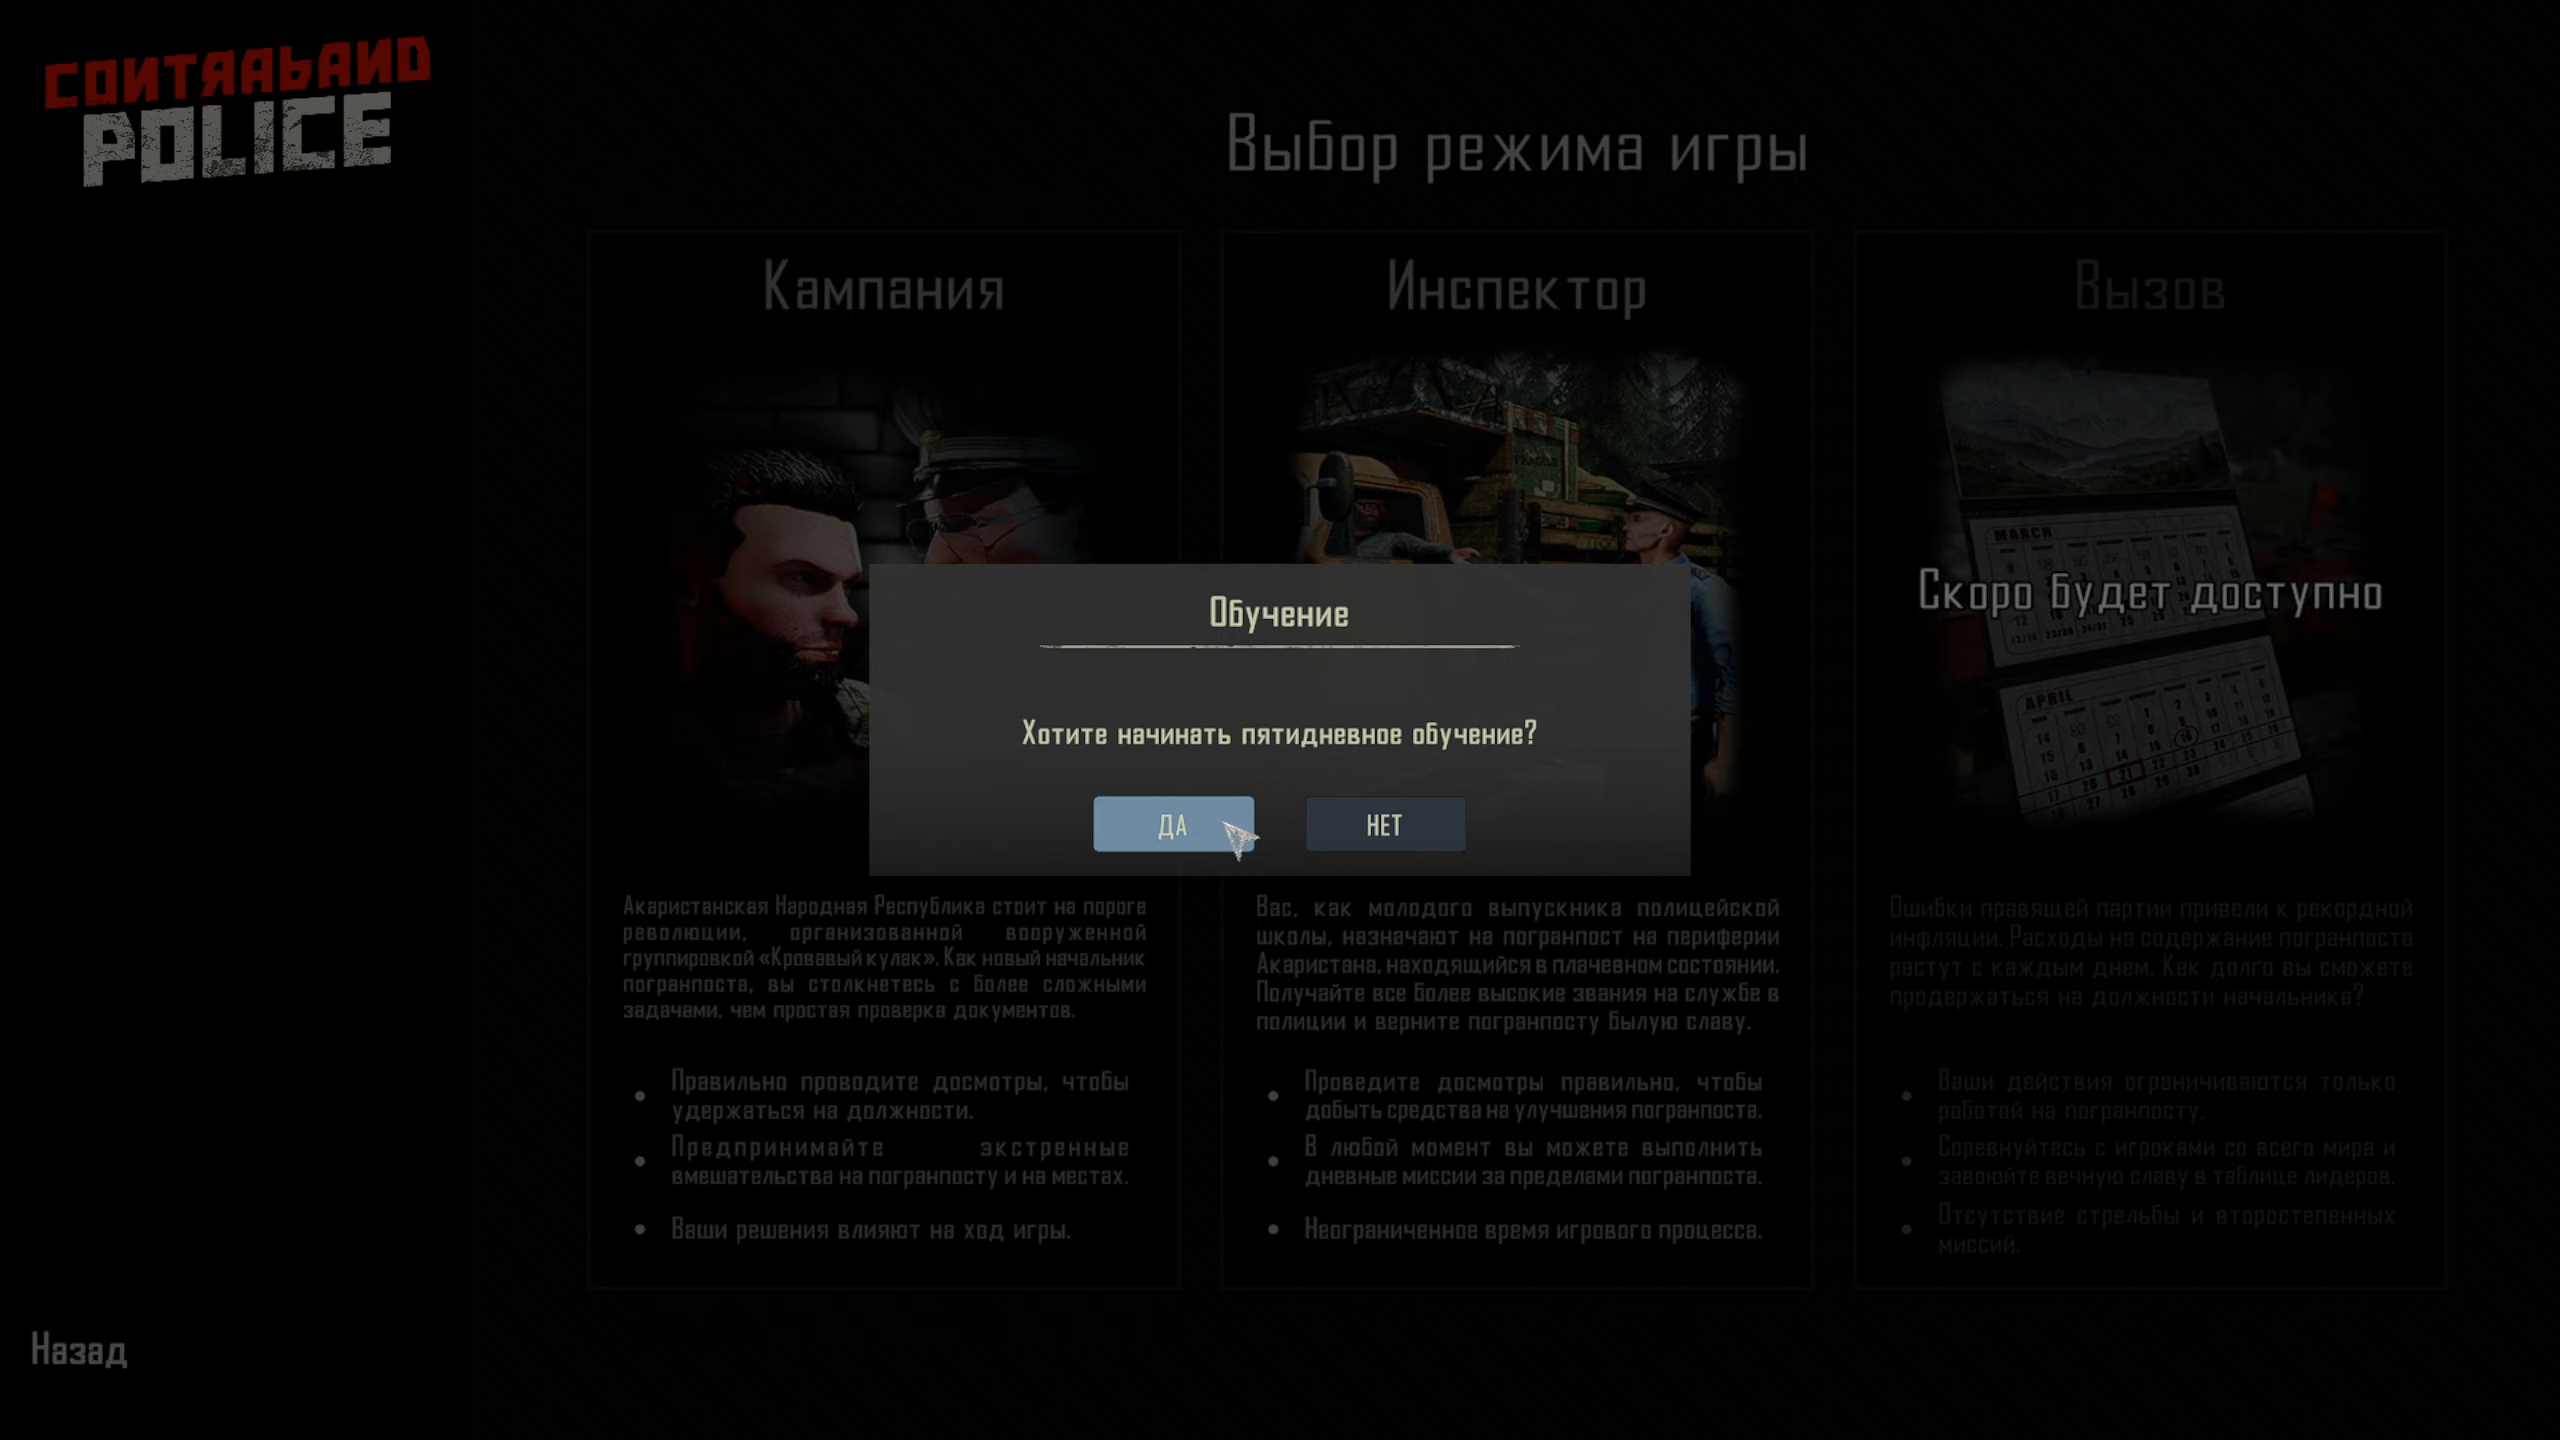 CONTRABAND
POLICE
Выбор режима игры
Кампания
Инспектор
Вызов
MARCH
APRIL
Скоро будет доступно
Обучение
Хотите начинать пятидневное обучение?
ДА
НЕТ
Акаристанская Народная Республика стоит на пороге
революции, организованной вооруженной
группировкой «Кровавый кулак». Как новый начальник
погранпоста, вы столкнетесь с более сложными
задачами, чем простая проверка документов.
Правильно проводите досмотры, чтобы
удержаться на должности.
Предпринимайте экстренные
вмешательства на погранпосту и на местах.
Ваши решения влияют на ход игры.
Вас, как молодого выпускника полицейской
школы, назначают на погранпост на периферии
Акаристана, находящийся в плачевном состоянии.
Получайте все более высокие звания на службе в
полиции и верните погранпосту былую славу.
Проведите досмотры правильно, чтобы
добыть средства на улучшения погранпоста.
В любой момент вы можете выполнить
дневные миссии за пределами погранпоста.
Неограниченное время игрового процесса.
Ошибки правящей партии привели к рекордной
инфляции. Расходы на содержание погранпоста
растут с каждым днем. Как долго вы сможете
продержаться на должности начальника?
Ваши действия ограничиваются только
работой на погранпосту.
Соревнуйтесь с игроками со всего мира и
завоюйте вечную славу в таблице лидеров.
Отсутствие стрельбы и второстепенных
миссий.
Назад